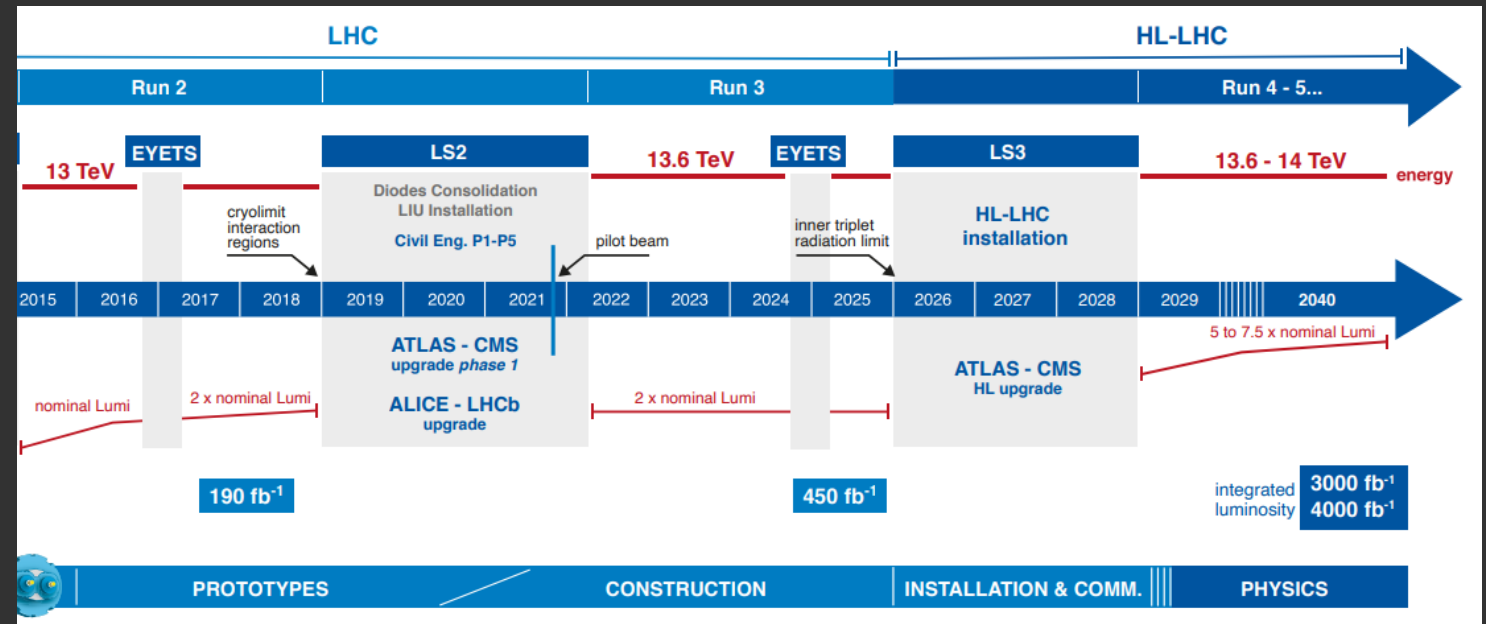 LHC
HL-LHC
Run 2
Run 3
Run 4 - 5...
EYETS
LS2
EYETS
LS3
13 TeV
13.6 TeV
13.6 - 14 TeV
energy
Diodes Consolidation
LIU Installation
Civil Eng. P1-P5
cryolimit
interaction
regions
pilot beam
inner triplet
radiation limit
HL-LHC
installation
2015
2016
2017
2018
2019
2020
2021
2022
2023
2024
2025
2026
2027
2028
2029
2040
5 to 7.5 x nominal Lumi
ATLAS - CMS
upgrade phase 1
ALICE - LHCb
upgrade
ATLAS - CMS
HL upgrade
nominal Lumi
2 x nominal Lumi
2 x nominal Lumi
190 fb⁻¹
450 fb⁻¹
integrated
luminosity
3000 fb⁻¹
4000 fb⁻¹
PROTOTYPES
CONSTRUCTION
INSTALLATION & COMM.
PHYSICS